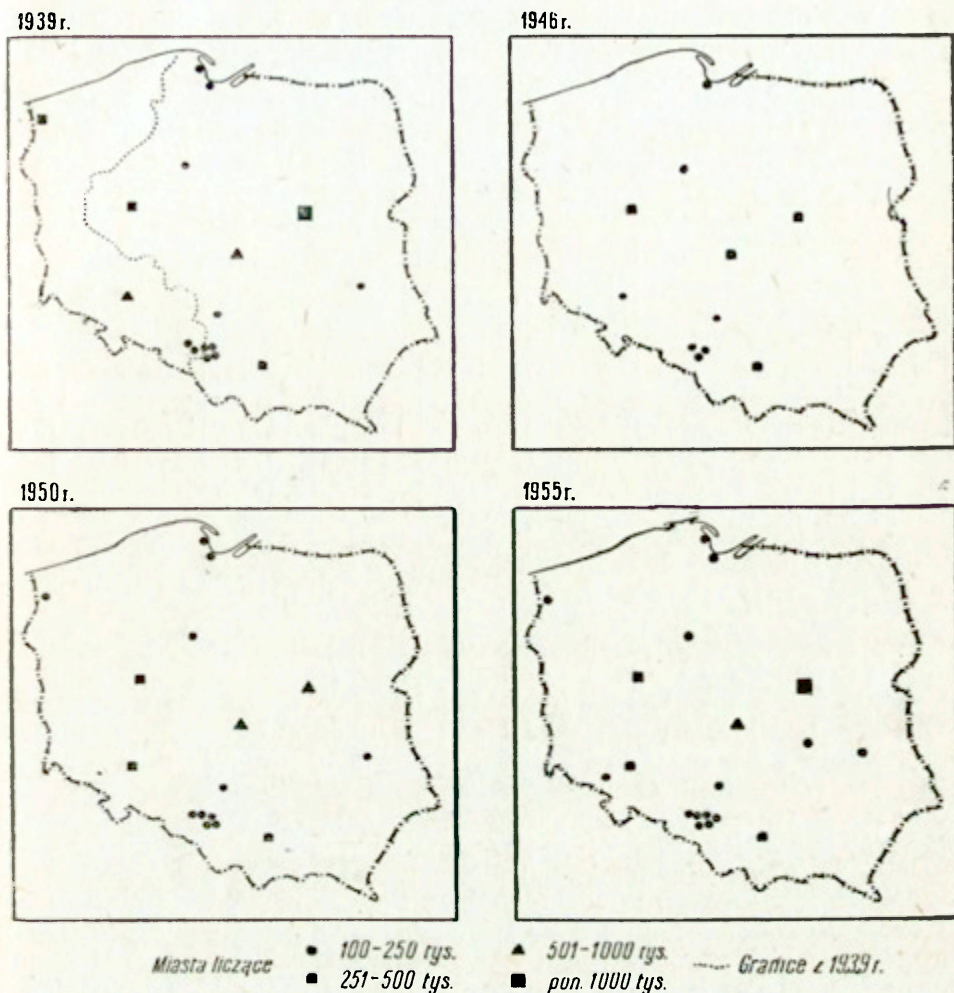 1939 r.
1946 r.
1950 r.
1955 r.
Miasta liczące
100-250 tys.
251-500 tys.
501-1000 tys.
pon. 1000 tys.
Granice z 1939 r.